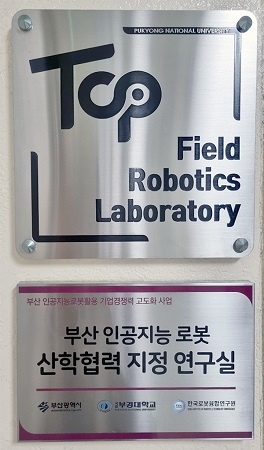 PUKYONG NATIONAL UNIVERSITY
Top
Field
Robotics
Laboratory
부산 인공지능로봇활용 기업경쟁력 고도화 사업
부산 인공지능 로봇
산학협력 지정 연구실
부산광역시 국립부경대학교 한국로봇융합연구원